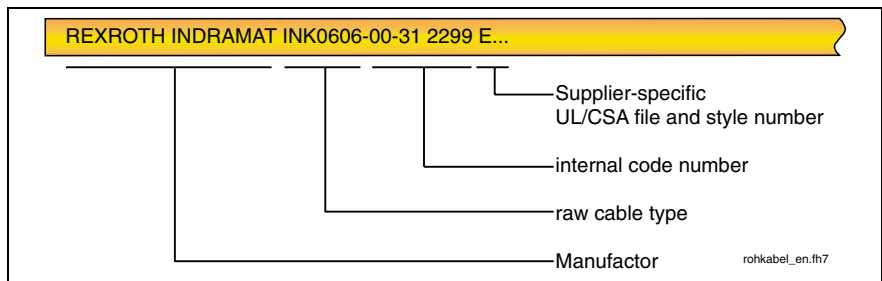 REXROTH INDRAMAT INK0606-00-31 2299 E...
Supplier-specific
UL/CSA file and style number
internal code number
raw cable type
Manufactor
rohkabel_en.fh7